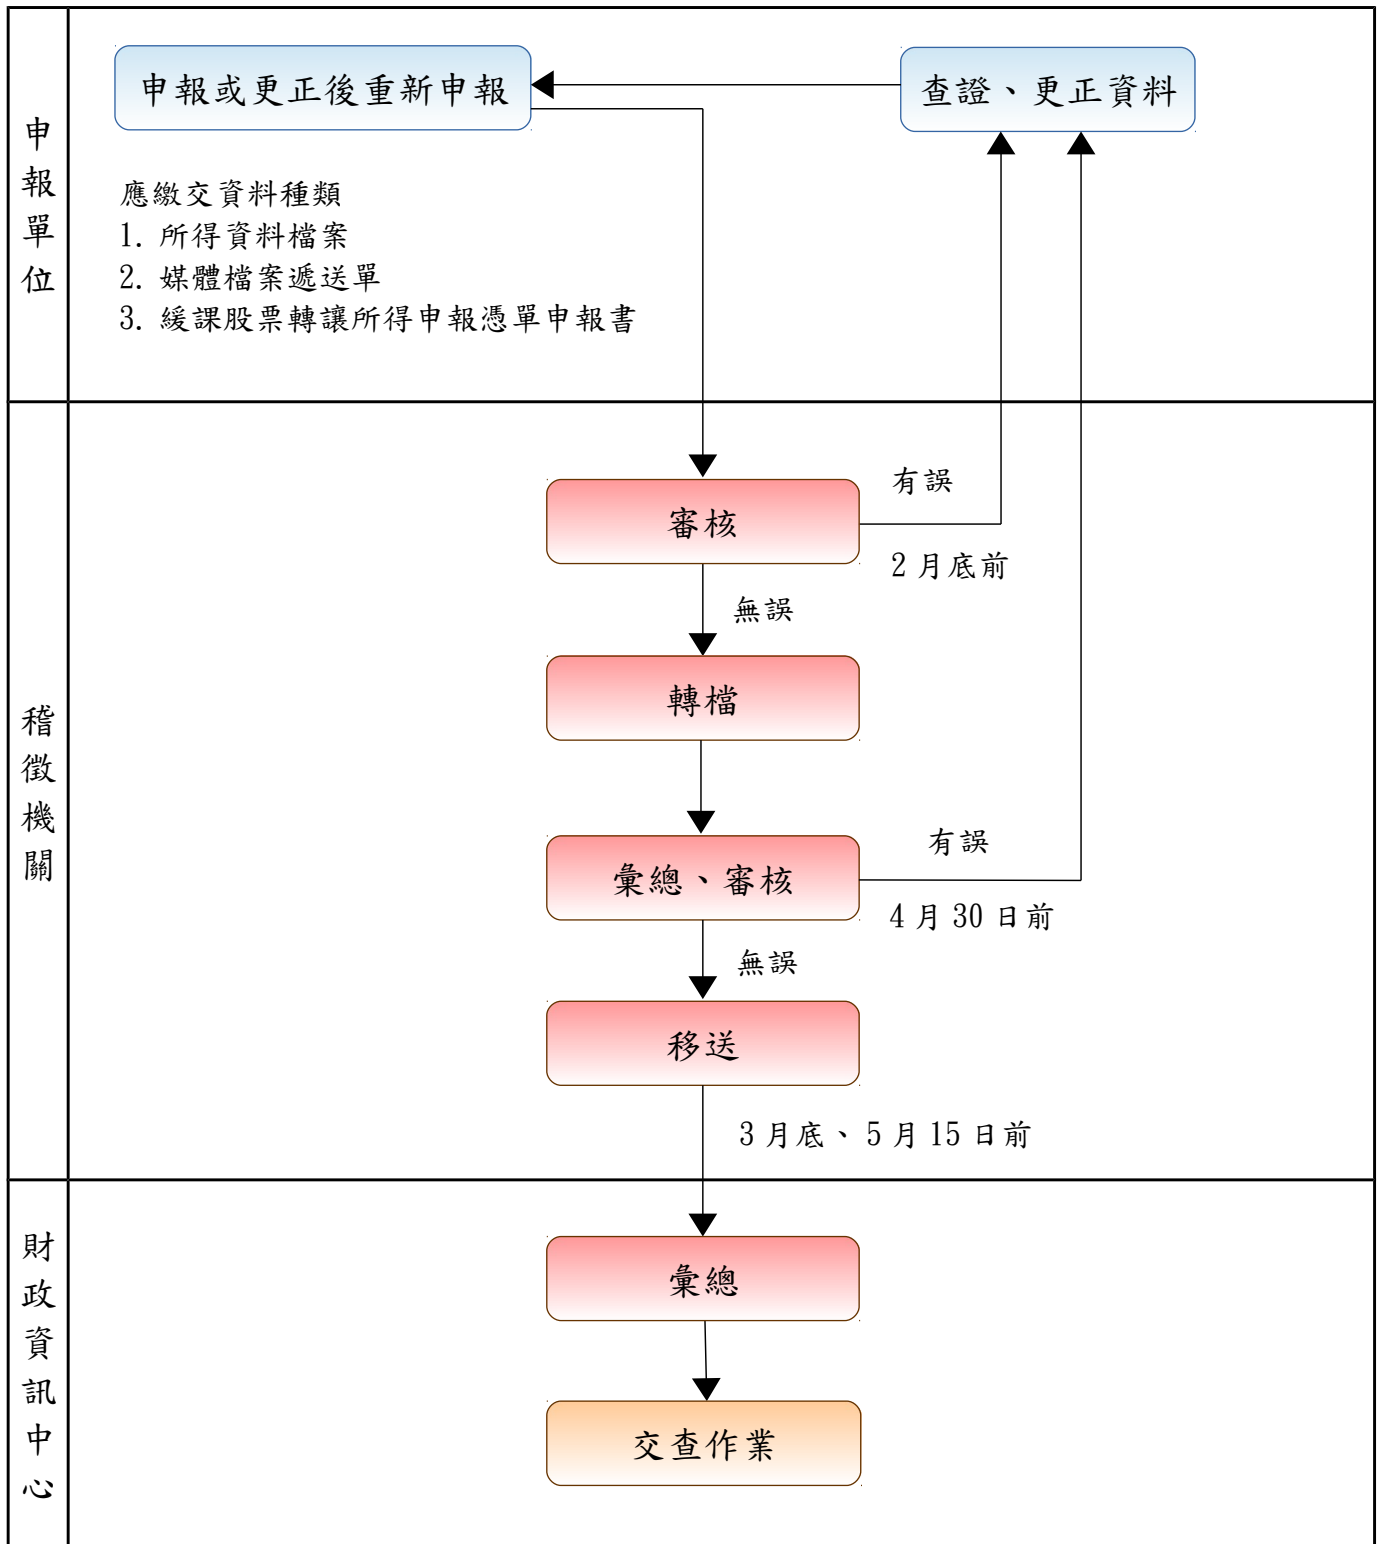 申報單位
申報或更正後重新申報
查證、更正資料
應繳交資料種類
1. 所得資料檔案
2. 媒體檔案遞送單
3. 緩課股票轉讓所得申報憑單申報書
稽徵機關
審核
有誤
2月底前
無誤
轉檔
彙總、審核
有誤
4月30日前
無誤
移送
3月底、5月15日前
財政資訊中心
彙總
交查作業